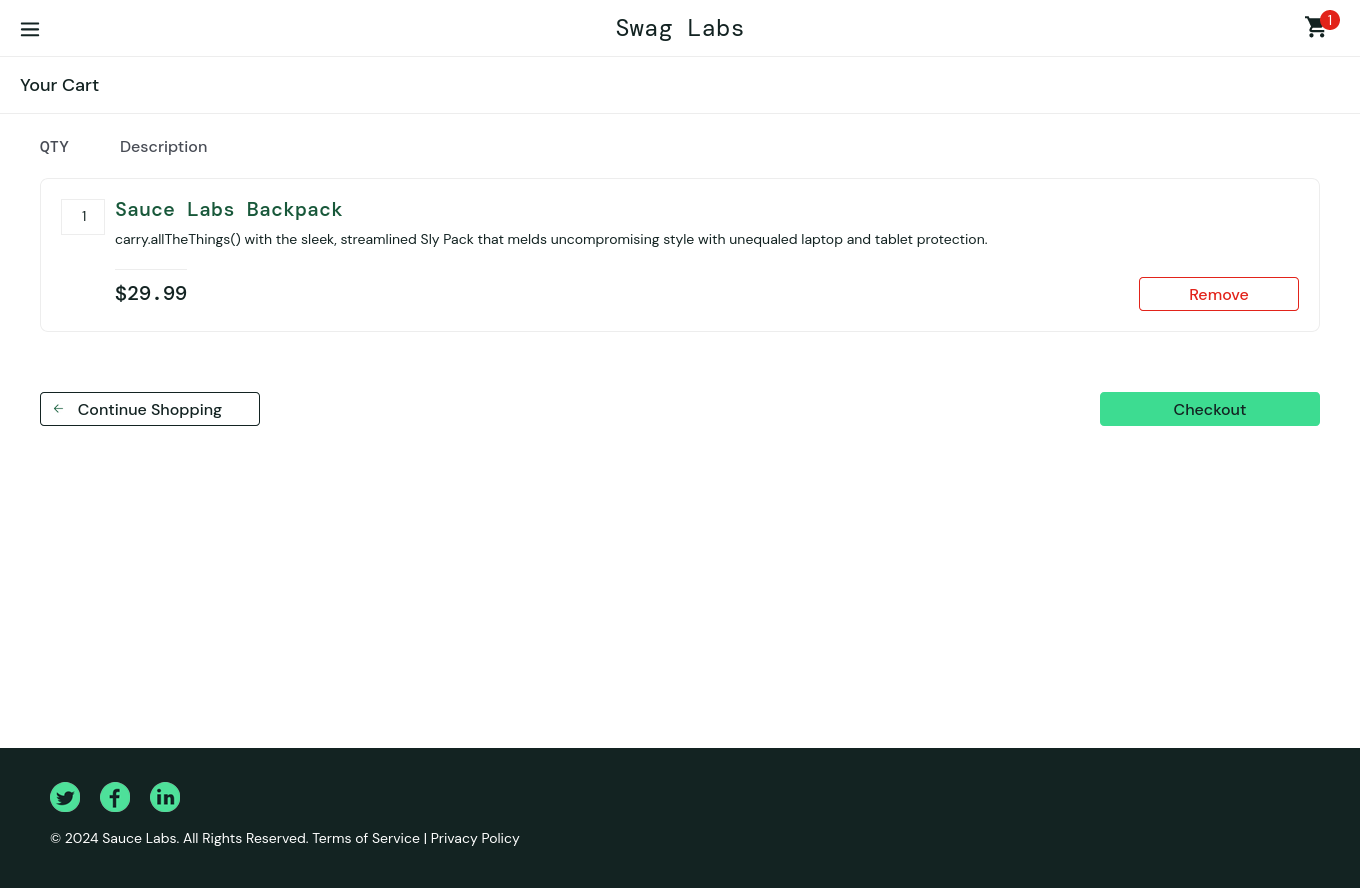 Swag Labs
1
Your Cart
QTY Description
1 Sauce Labs Backpack
carry.allTheThings() with the sleek, streamlined Sly Pack that melds uncompromising style with unequaled laptop and tablet protection.
$29.99
Remove
Continue Shopping
Checkout
© 2024 Sauce Labs. All Rights Reserved. Terms of Service | Privacy Policy